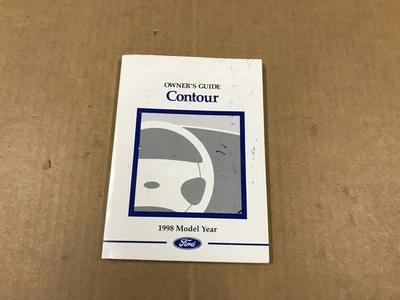 OWNER'S GUIDE
Contour
1998 Model Year
Ford